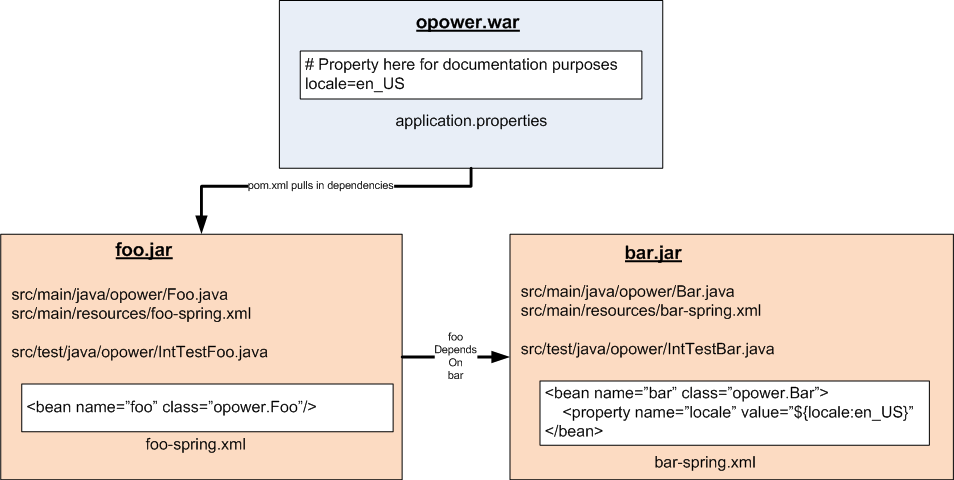 opower.war
# Property here for documentation purposes
locale=en_US
application.properties
pom.xml pulls in dependencies
foo.jar
src/main/java/opower/Foo.java
src/main/resources/foo-spring.xml
src/test/java/opower/IntTestFoo.java
<bean name=”foo” class=”opower.Foo”/>
foo-spring.xml
foo
Depends
On
bar
bar.jar
src/main/java/opower/Bar.java
src/main/resources/bar-spring.xml
src/test/java/opower/IntTestBar.java
<bean name=”bar” class=”opower.Bar”>
<property name=”locale” value=”${locale:en_US}”
</bean>
bar-spring.xml